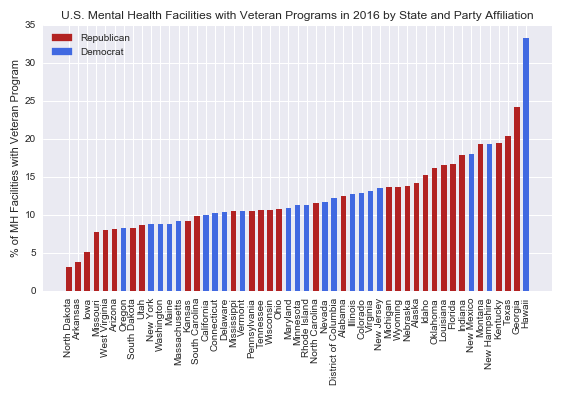 U.S. Mental Health Facilities with Veteran Programs in 2016 by State and Party Affiliation
% of MH Facilities with Veteran Program
35
30
25
20
15
10
5
0
Republican
Democrat
North Dakota
Arkansas
Iowa
Missouri
West Virginia
Arizona
Oregon
South Dakota
Utah
New York
Washington
Maine
Massachusetts
Kansas
South Carolina
California
Connecticut
Delaware
Mississippi
Vermont
Pennsylvania
Tennessee
Wisconsin
Ohio
Maryland
Minnesota
Rhode Island
North Carolina
Nevada
District of Columbia
Alabama
Illinois
Colorado
Virginia
New Jersey
Michigan
Wyoming
Nebraska
Alaska
Idaho
Oklahoma
Louisiana
Florida
Indiana
New Mexico
Montana
New Hampshire
Kentucky
Texas
Georgia
Hawaii